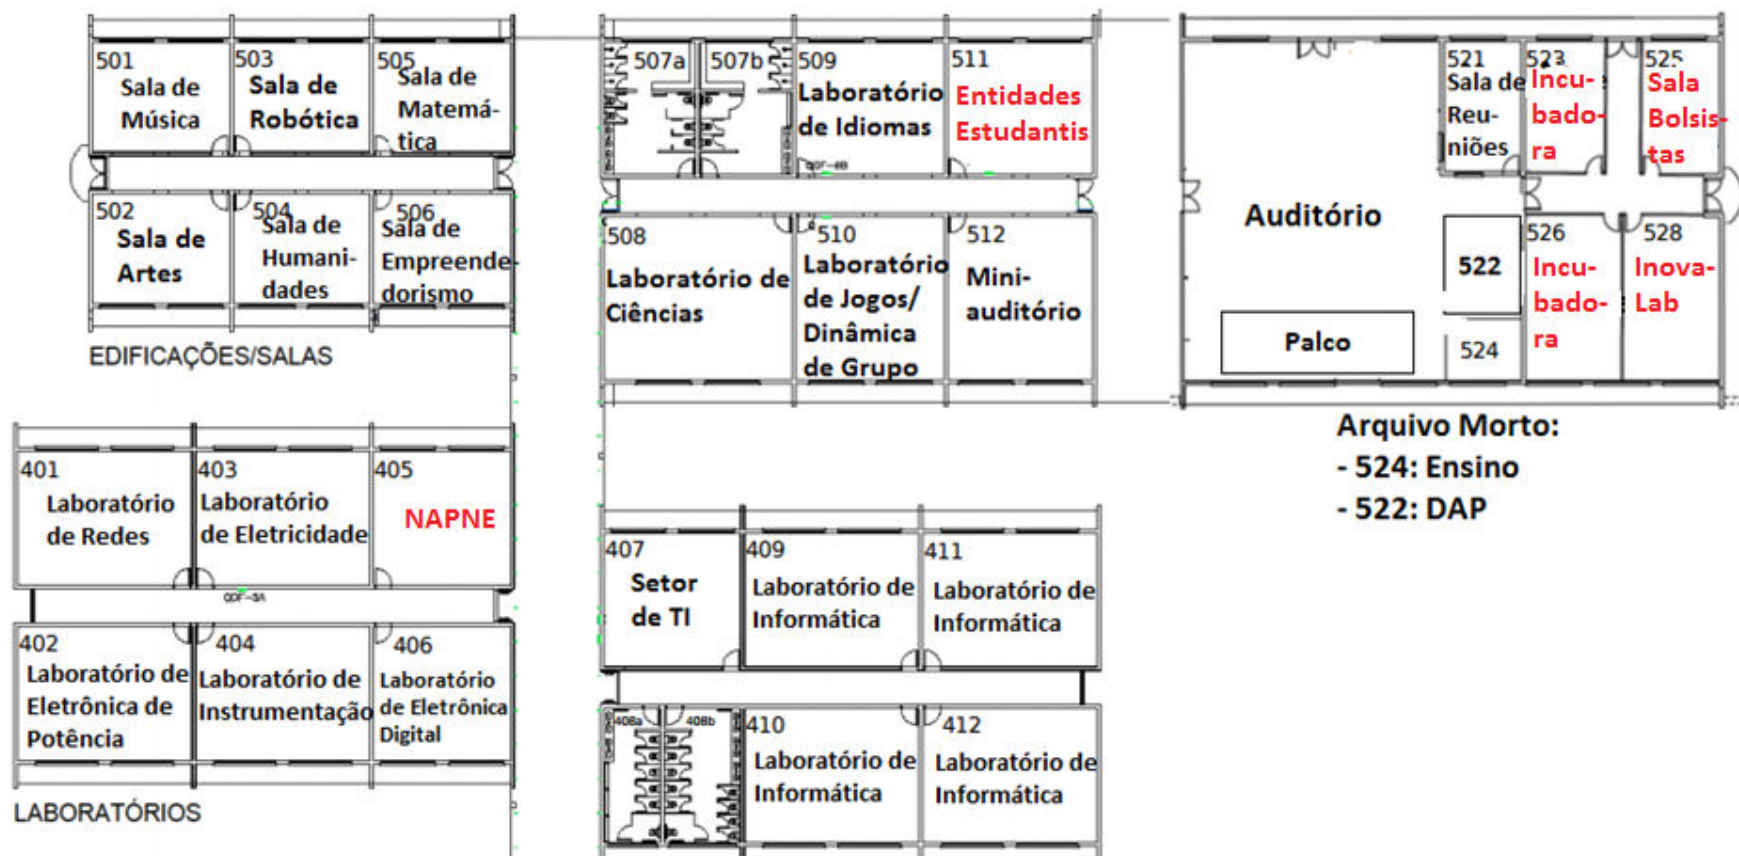 501
Sala de
Música
503
Sala de
Robótica
505
Sala de
Matemá-
tica
502
Sala de
Artes
504
Sala de
Humani-
dades
506
Sala de
Empreende-
dorismo
EDIFICAÇÕES/SALAS
507a
507b
509
Laboratório
de Idiomas
QDF-4B
511
Entidades
Estudantis
508
Laboratório de
Ciências
510
Laboratório
de Jogos/
Dinâmica
de Grupo
512
Mini-
auditório
Auditório
Palco
521
Sala de
Reu-
niões
523
Incu-
bado-
ra
525
Sala
Bolsis-
tas
522
524
526
Incu-
bado-
ra
528
Inova-
Lab
Arquivo Morto:
- 524: Ensino
- 522: DAP
401
Laboratório
de Redes
403
Laboratório
de Eletricidade
405
NAPNE
QDF-3A
402
Laboratório de
Eletrônica de
Potência
404
Laboratório de
Instrumentação
406
Laboratório
de Eletrônica
Digital
LABORATÓRIOS
407
Setor
de TI
409
Laboratório de
Informática
411
Laboratório de
Informática
408a
408b
410
Laboratório de
Informática
412
Laboratório de
Informática